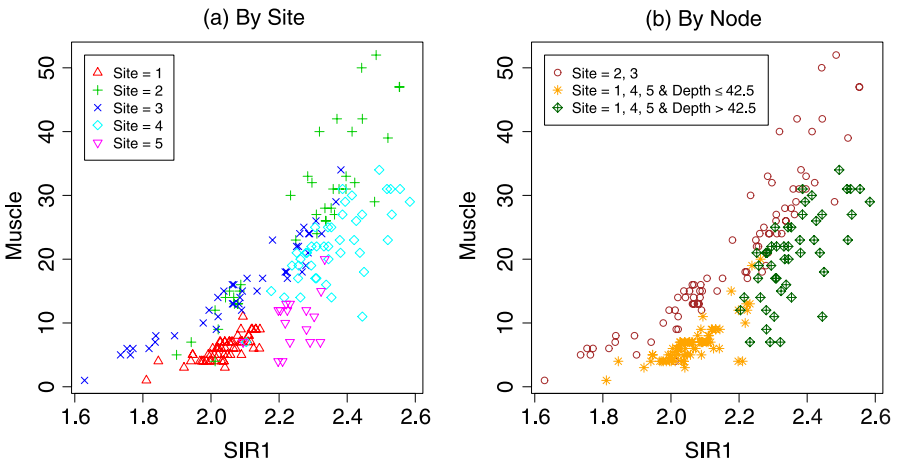 (a) By Site
50
40
30
20
10
0
Muscle
1.6 1.8 2.0 2.2 2.4 2.6
SIR1
Site = 1
Site = 2
Site = 3
Site = 4
Site = 5
(b) By Node
50
40
30
20
10
0
Muscle
1.6 1.8 2.0 2.2 2.4 2.6
SIR1
Site = 2, 3
Site = 1, 4, 5 & Depth ≤ 42.5
Site = 1, 4, 5 & Depth > 42.5